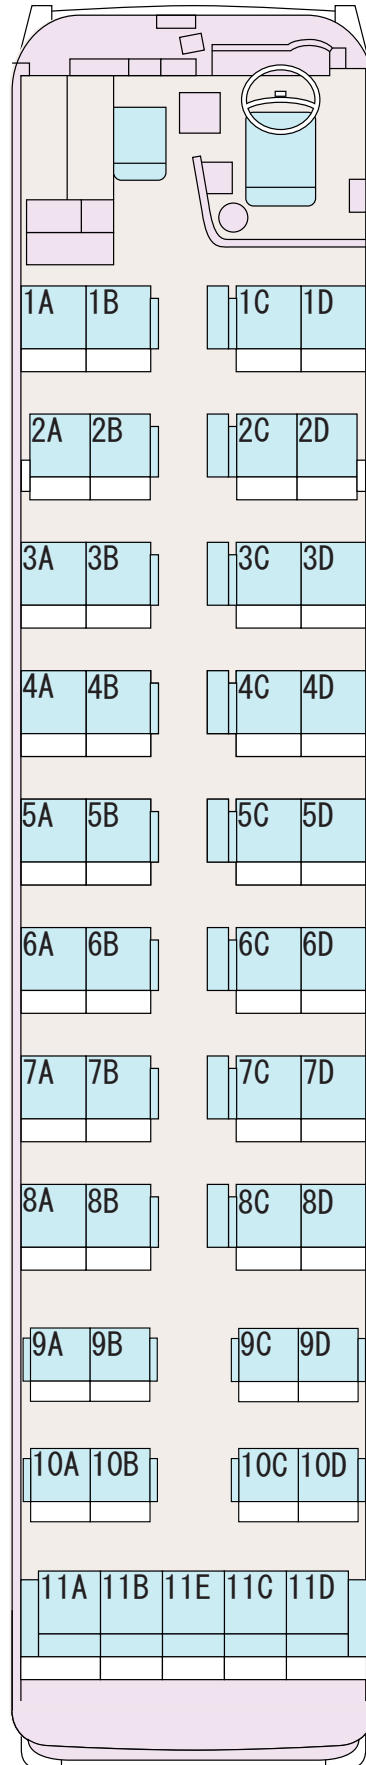 1A 1B 1C 1D
2A 2B 2C 2D
3A 3B 3C 3D
4A 4B 4C 4D
5A 5B 5C 5D
6A 6B 6C 6D
7A 7B 7C 7D
8A 8B 8C 8D
9A 9B 9C 9D
10A 10B 10C 10D
11A 11B 11E 11C 11D